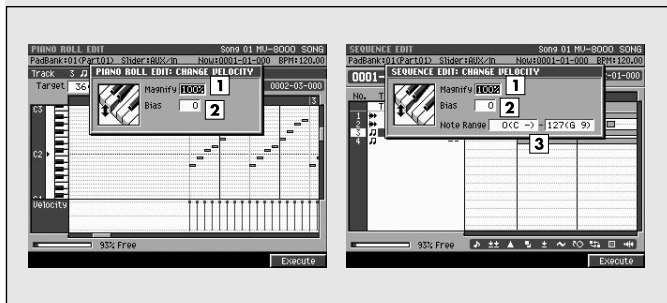 PIANO ROLL EDIT Song 01 MV-8000 SONG
PadBank:01(Part01) Slider:AUX/in Now:0001-01-000 BPM:120.00
Track 3
PIANO ROLL EDIT: CHANGE VELOCITY
Target 36
0002-03-000
Magnify 100% 1
Bias 0 2
C3
C2
Velocity
93% Free
Execute
SEQUENCE EDIT Song 01 MV-8000 SONG
PadBank:01(Part01) Slider:AUX/in Now:0001-01-000 BPM:120.00
SEQUENCE EDIT: CHANGE VELOCITY
0001-
-01-000
Magnify 100% 1
Bias 0 2
Note Range 0(C -) - 127(G 9)
3
No. T
1
2
3
4
93% Free
Execute